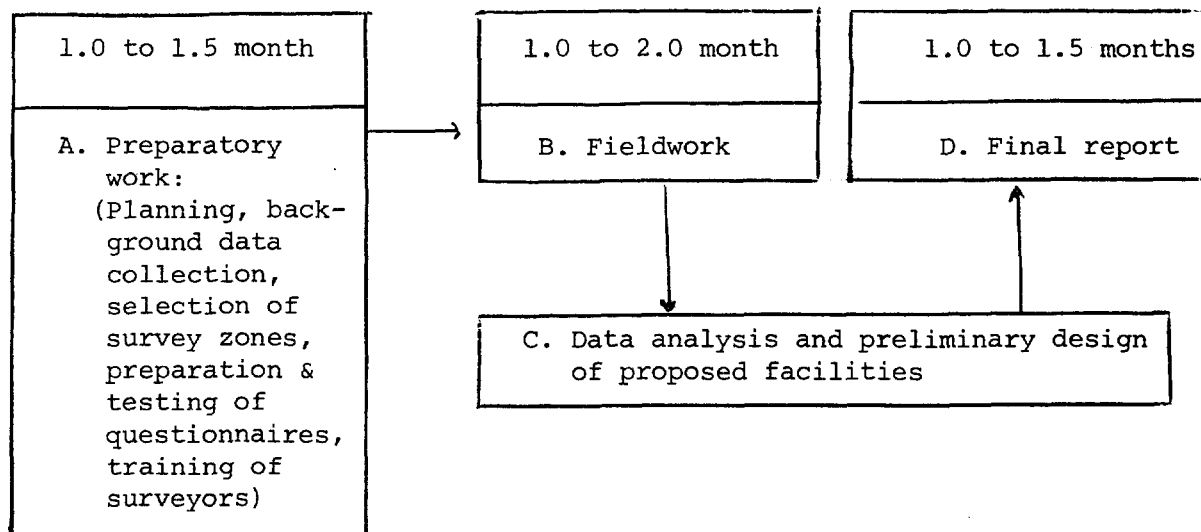 1.0 to 1.5 month
A. Preparatory
work:
(Planning, back-
ground data
collection,
selection of
survey zones,
preparation &
testing of
questionnaires,
training of
surveyors)
1.0 to 2.0 month
B. Fieldwork
1.0 to 1.5 months
D. Final report
C. Data analysis and preliminary design
of proposed facilities